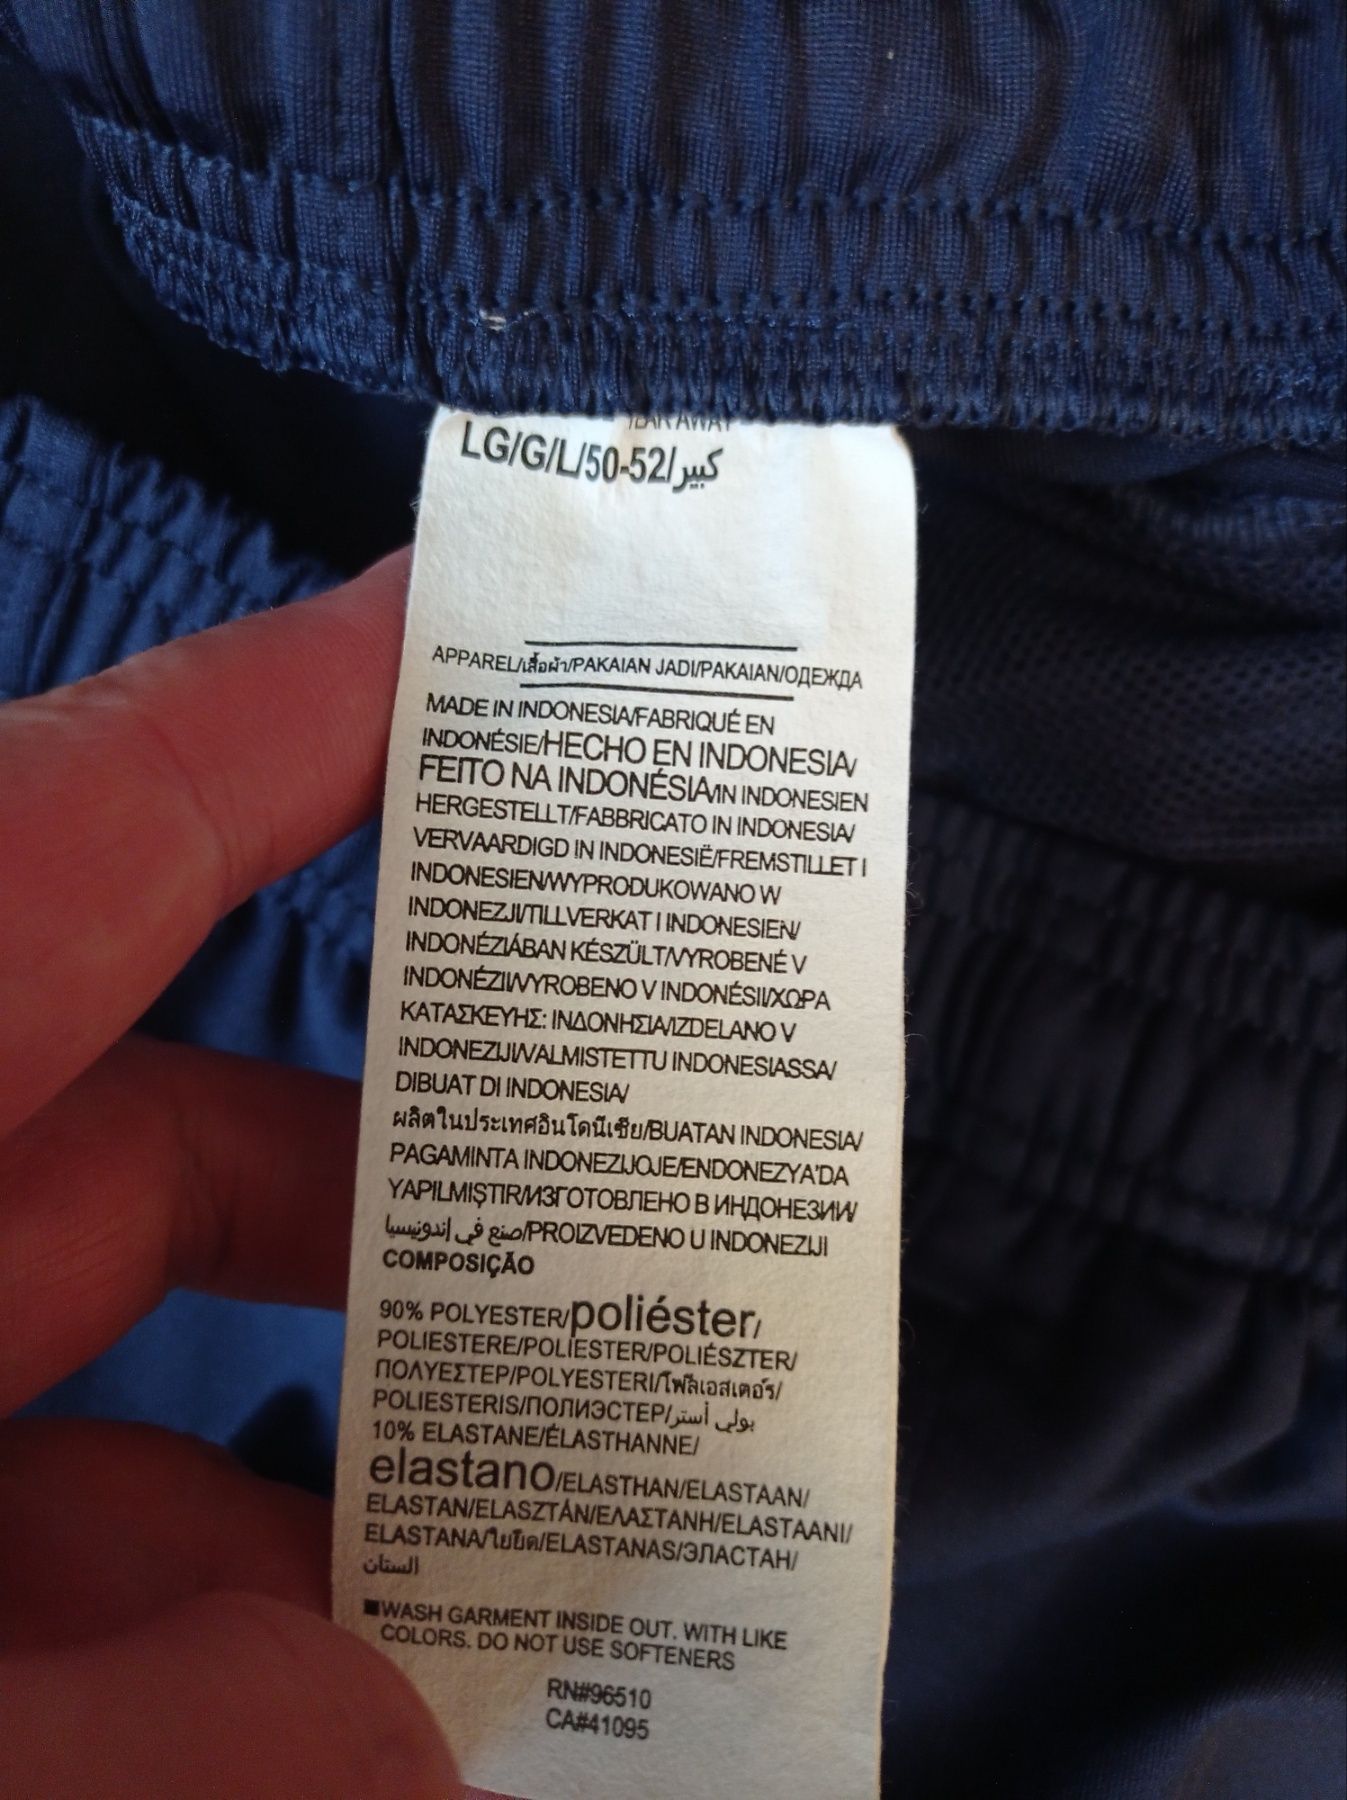 TEAR AWAY
LG/G/L/50-52/كبير
APPAREL/เสื้อผ้า/PAKAIAN JADI/PAKAIAN/ОДЕЖДА
MADE IN INDONESIA/FABRIQUÉ EN
INDONÉSIE/HECHO EN INDONESIA/
FEITO NA INDONÉSIA/IN INDONESIEN
HERGESTELLT/FABBRICATO IN INDONESIA/
VERVAARDIGD IN INDONESIË/FREMSTILLET I
INDONESIEN/WYPRODUKOWANO W
INDONEZJI/TILLVERKAT I INDONESIEN/
INDONÉZIÁBAN KÉSZÜLT/VYROBENÉ V
INDONÉZII/VYROBENO V INDONÉSII/ΧΩΡΑ
ΚΑΤΑΣΚΕΥΗΣ: ΙΝΔΟΝΗΣΙΑ/IZDELANO V
INDONEZIJI/VALMISTETTU INDONESIASSA/
DIBUAT DI INDONESIA/
ผลิตในประเทศอินโดนีเซีย/BUATAN INDONESIA/
PAGAMINTA INDONEZIJOJE/ENDONEZYA'DA
YAPILMIŞTIR/ИЗГОТОВЛЕНО В ИНДОНЕЗИИ/
صنع في إندونيسيا/PROIZVEDENO U INDONEZIJI
COMPOSIÇÃO
90% POLYESTER/poliéster/
POLIESTERE/POLIESTER/POLIÉSZTER/
ΠΟΛΥΕΣΤΕΡ/POLYESTERI/โพลีเอสเตอร์/
POLIESTERIS/ПОЛИЭСТЕР/بولي أستر
10% ELASTANE/ÉLASTHANNE/
elastano/ELASTHAN/ELASTAAN/
ELASTAN/ELASZTÁN/ΕΛΑΣΤΑΝΗ/ELASTAANI/
ELASTANA/ใยยืด/ELASTANAS/ЭЛАСТАН/
الستان
■WASH GARMENT INSIDE OUT. WITH LIKE
COLORS. DO NOT USE SOFTENERS
RN#96510
CA#41095